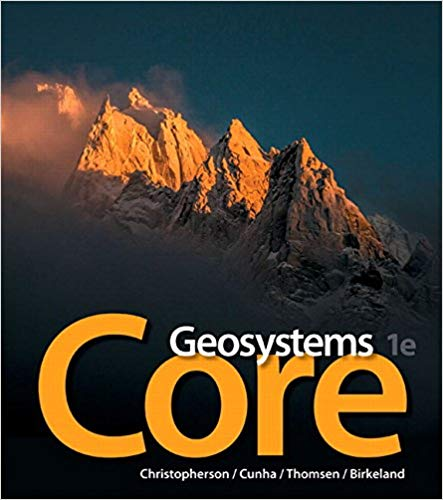 Geosystems 1e
Core
Christopherson / Cunha / Thomsen / Birkeland